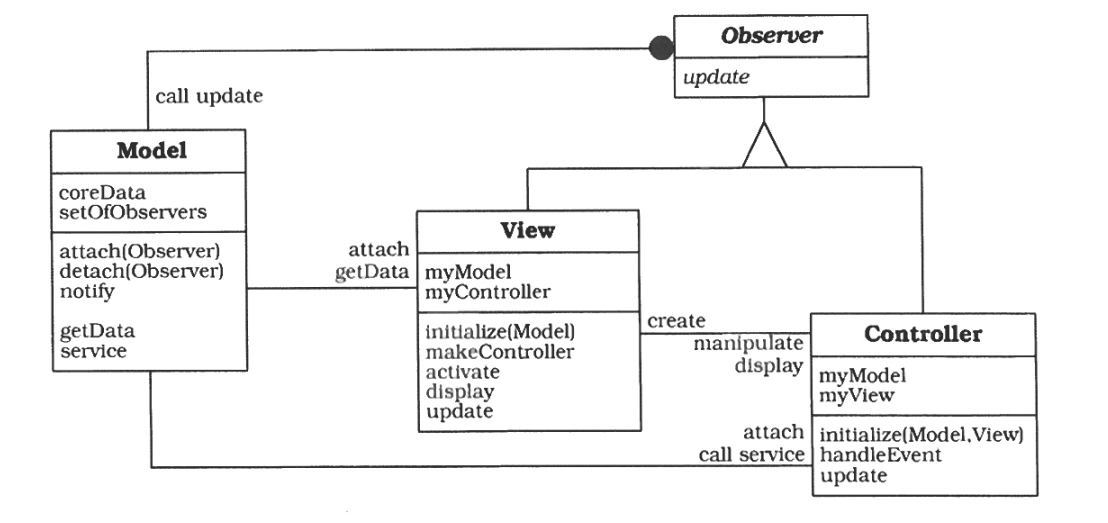 Observer
update
call update
Model
coreData
setOfObservers
attach(Observer)
detach(Observer)
notify
getData
service
attach
getData
View
myModel
myController
initialize(Model)
makeController
activate
display
update
create
manipulate
display
attach
call service
Controller
myModel
myView
initialize(Model,View)
handleEvent
update